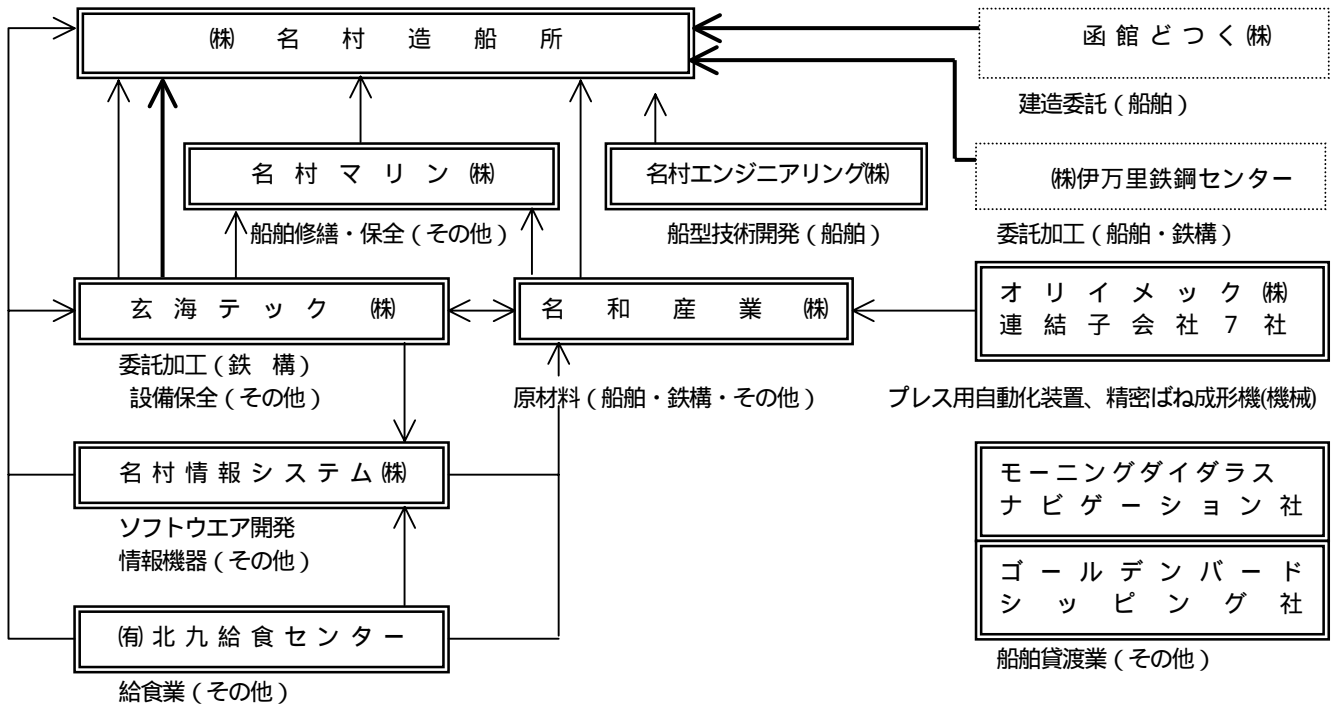 ㈱名村造船所
函館どつく㈱
建造委託(船舶)
名村マリン㈱
名村エンジニアリング㈱
㈱伊万里鉄鋼センター
船舶修繕・保全(その他)
船型技術開発(船舶)
委託加工(船舶・鉄構)
玄海テック㈱
名和産業㈱
オリイメック㈱
連結子会社7社
委託加工(鉄 構)
設備保全(その他)
原材料(船舶・鉄構・その他)
プレス用自動化装置、精密ばね成形機(機械)
名村情報システム㈱
モーニングダイダラス
ナビゲーション社
ソフトウエア開発
情報機器(その他)
ゴールデンバード
シッピング社
㈲北九給食センター
船舶貸渡業(その他)
給食業(その他)